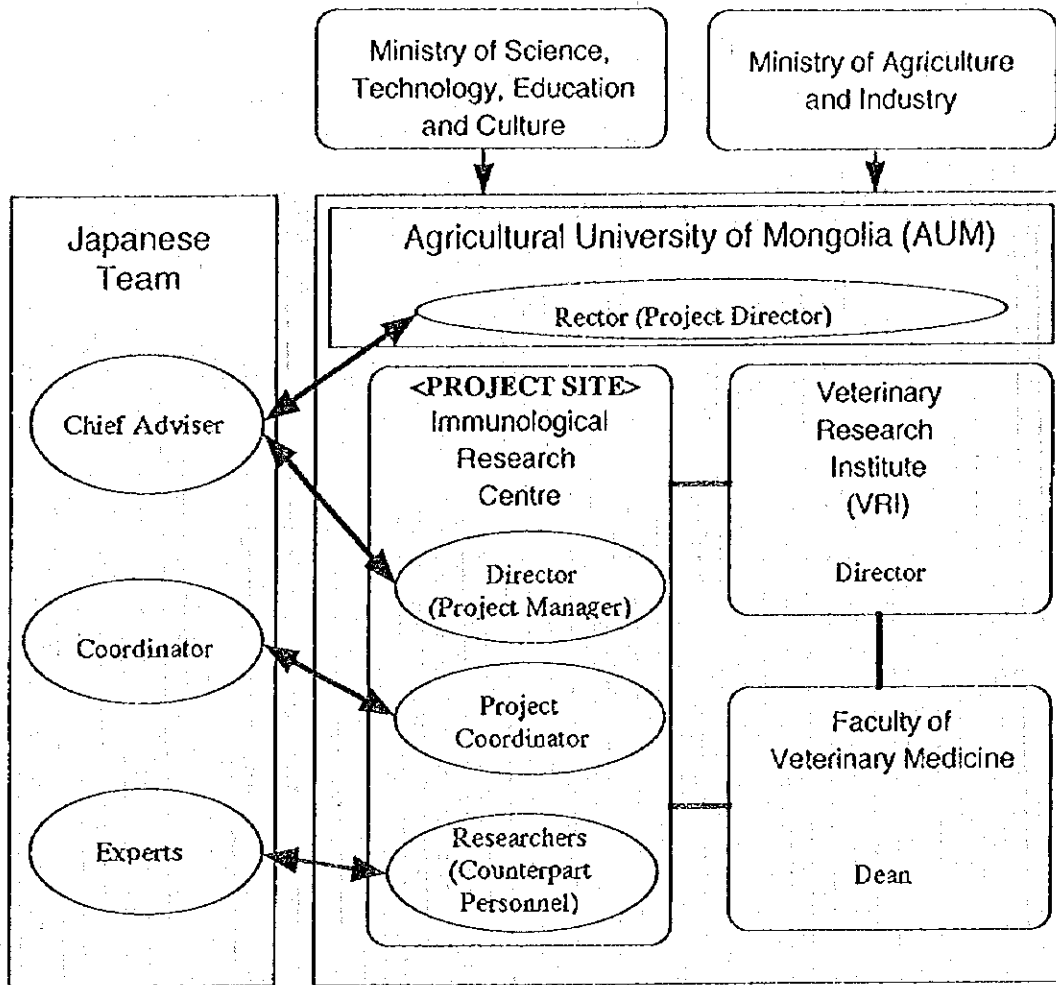 Ministry of Science,
Technology, Education
and Culture
Ministry of Agriculture
and Industry
Japanese
Team
Chief Adviser
Coordinator
Experts
Agricultural University of Mongolia (AUM)
Rector (Project Director)
<PROJECT SITE>
Immunological
Research
Centre
Director
(Project Manager)
Project
Coordinator
Researchers
(Counterpart
Personnel)
Veterinary
Research
Institute
(VRI)
Director
Faculty of
Veterinary Medicine
Dean